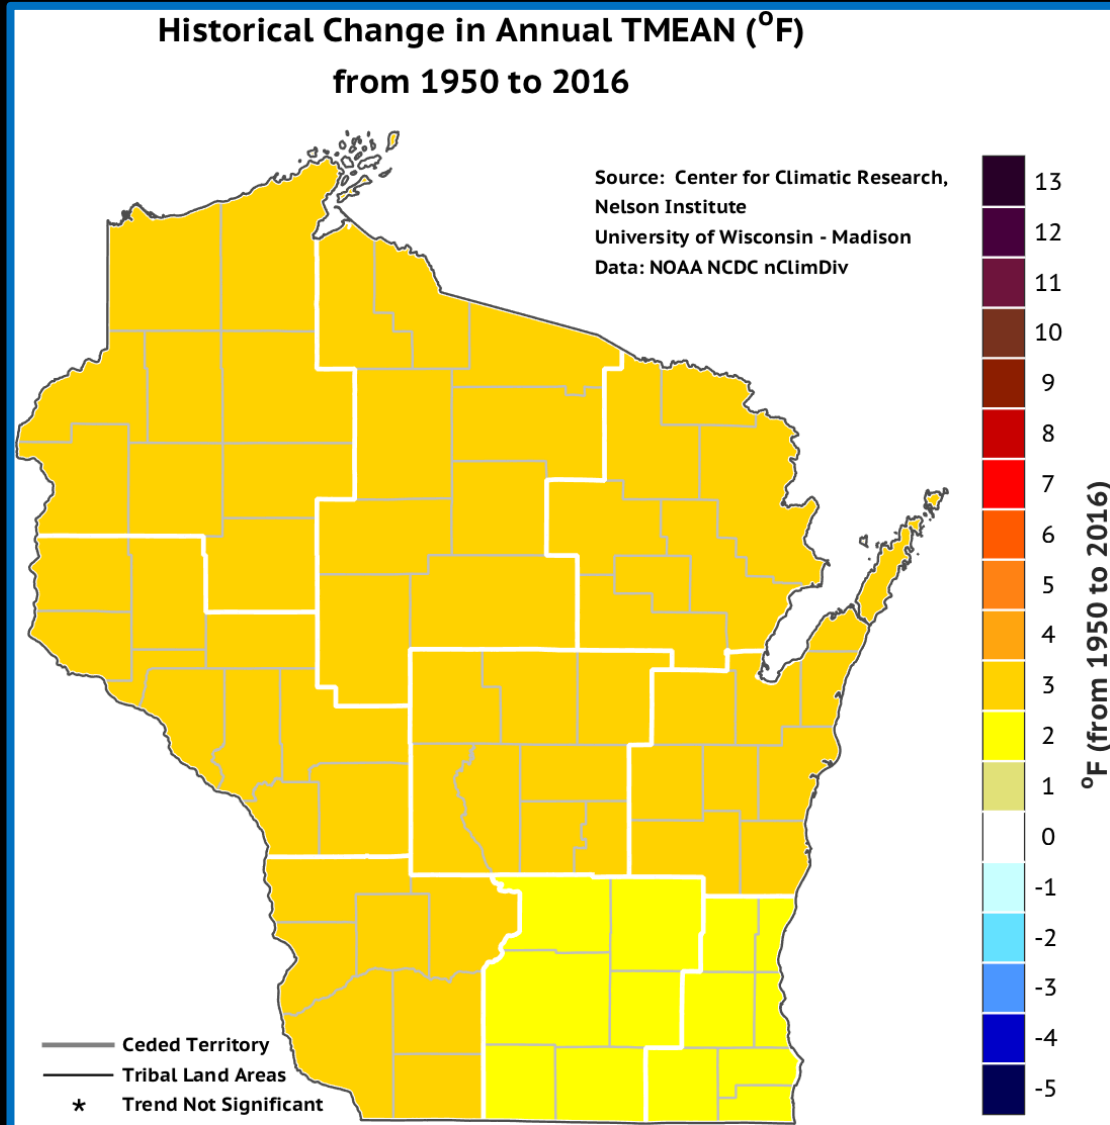 Historical Change in Annual TMEAN (°F)
from 1950 to 2016
Source: Center for Climatic Research,
Nelson Institute
University of Wisconsin - Madison
Data: NOAA NCDC nClimDiv
13
12
11
10
9
8
7
6
5
4
3
2
1
0
-1
-2
-3
-4
-5
°F (from 1950 to 2016)
Ceded Territory
Tribal Land Areas
* Trend Not Significant